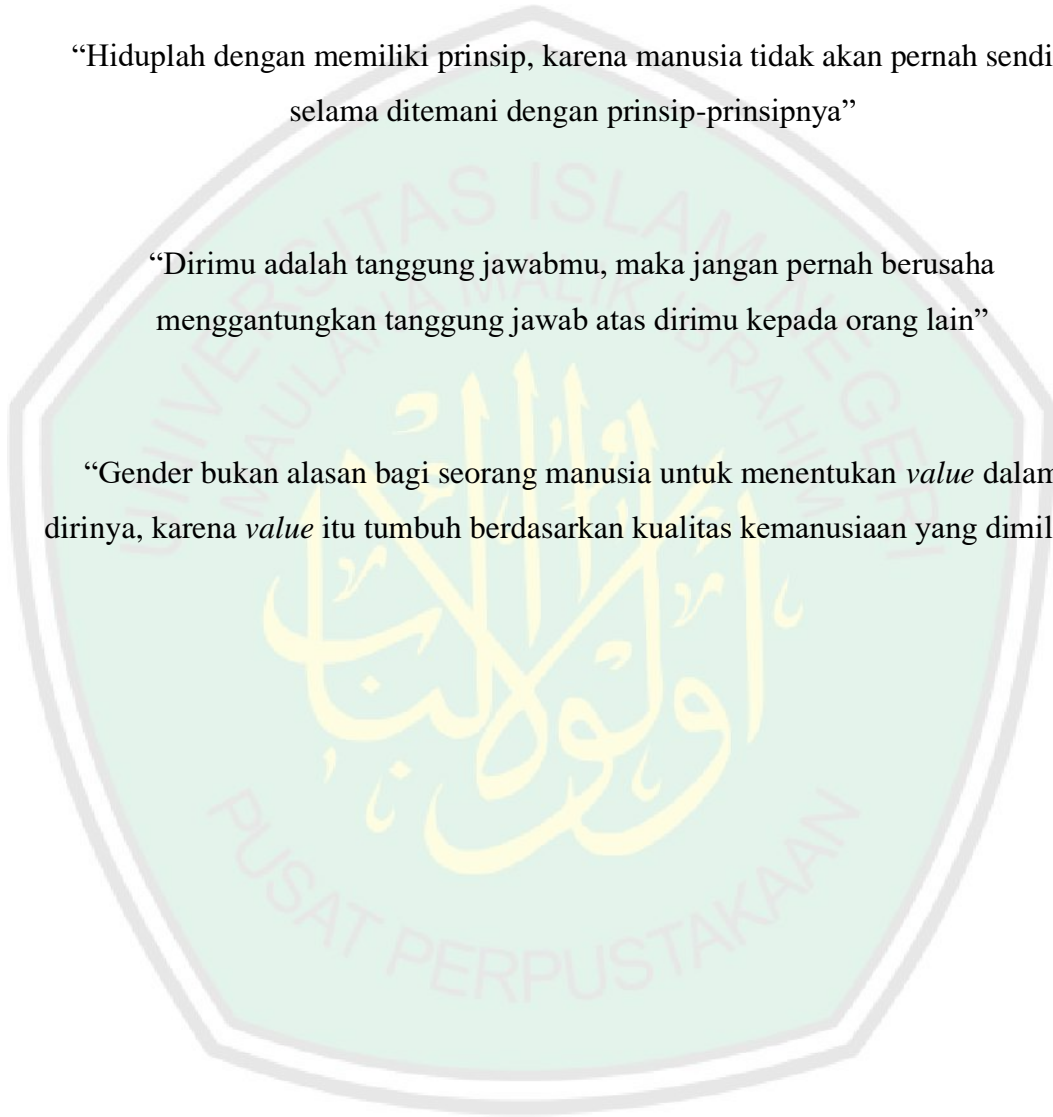 “Hiduplah dengan memiliki prinsip, karena manusia tidak akan pernah sendi
selama ditemani dengan prinsip-prinsipnya”
“Dirimu adalah tanggung jawabmu, maka jangan pernah berusaha
menggantungkan tanggung jawab atas dirimu kepada orang lain”
“Gender bukan alasan bagi seorang manusia untuk menentukan value dalam
dirinya, karena value itu tumbuh berdasarkan kualitas kemanusiaan yang dimil
UNIVERSITAS ISLAM NEGERI
MAULANA MALIK IBRAHIM
اولوا الالباب
PUSAT PERPUSTAKAAN